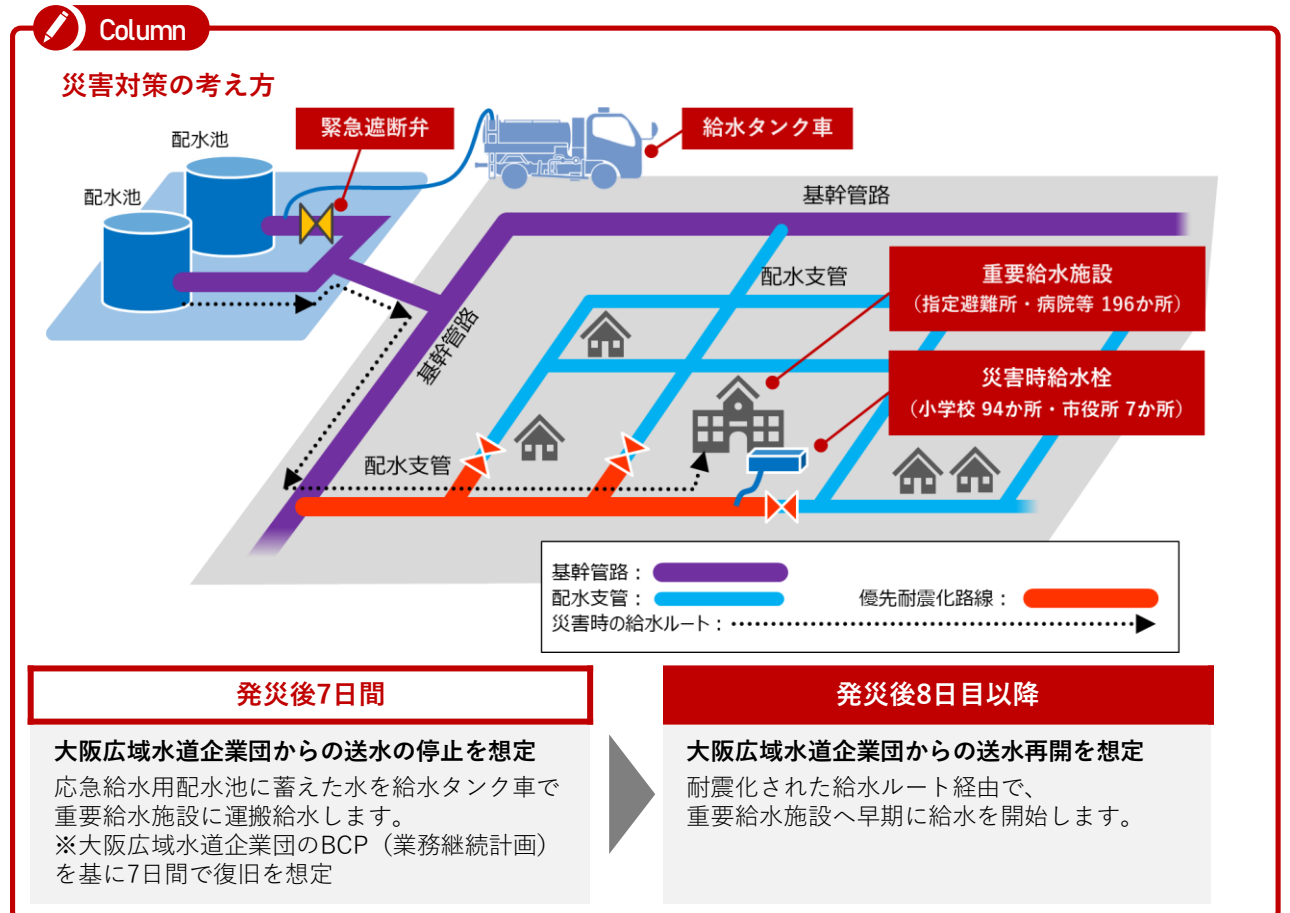 Column
災害対策の考え方
配水池
緊急遮断弁
給水タンク車
配水池
基幹管路
配水支管
重要給水施設
（指定避難所・病院等 196か所）
基幹管路
災害時給水栓
（小学校 94か所・市役所 7か所）
配水支管
基幹管路：
配水支管：
優先耐震化路線：
災害時の給水ルート：
発災後7日間
大阪広域水道企業団からの送水の停止を想定
応急給水用配水池に蓄えた水を給水タンク車で
重要給水施設に運搬給水します。
※大阪広域水道企業団のBCP（業務継続計画）
を基に7日間で復旧を想定
発災後8日目以降
大阪広域水道企業団からの送水再開を想定
耐震化された給水ルート経由で、
重要給水施設へ早期に給水を開始します。